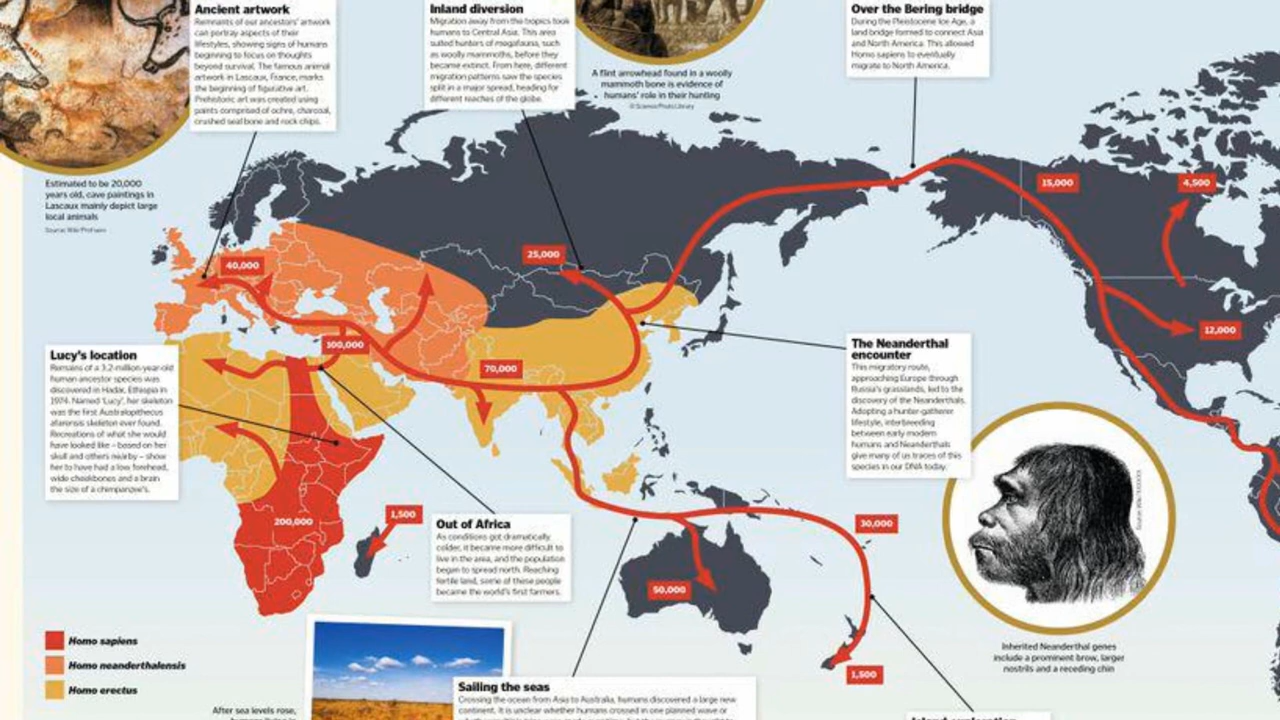 Ancient artwork
Remnants of our ancestors' artwork
can portray aspects of their
lifestyles, showing signs of humans
beginning to focus on thoughts
beyond survival. The famous animal
artwork in Lascaux, France, marks
the beginning of figurative art.
Prehistoric art was created using
paints comprised of ochre, charcoal,
crushed seal bone and rock chips.
Estimated to be 20,000
years old, cave paintings in
Lascaux mainly depict large
local animals
Inland diversion
Migration away from the tropics took
humans to Central Asia. This area
suited hunters of megafauna, such
as woolly mammoths, before they
became extinct. From here, different
migration patterns saw the species
split in a major spread, heading for
different reaches of the globe.
A flint arrowhead found in a woolly
mammoth bone is evidence of
humans' role in their hunting
© Science Photo Library
Over the Bering bridge
During the Pleistocene Ice Age, a
land bridge formed to connect Asia
and North America. This allowed
Homo sapiens to eventually
migrate to North America.
15,000
4,500
40,000
25,000
12,000
100,000
70,000
Lucy's location
Remains of a 3.2-million-year-old
human ancestor species was
discovered in Hadar, Ethiopia in
1974. Named 'Lucy', her skeleton
was the first Australopithecus
afarensis skeleton ever found.
Recreations of what she would
have looked like – based on her
skull and others nearby – show
her to have had a low forehead,
wide cheekbones and a brain
the size of a chimpanzee's.
The Neanderthal
encounter
This migratory route,
approaching Europe through
Russia's grasslands, led to the
discovery of the Neanderthals.
Adopting a hunter-gatherer
lifestyle, interbreeding
between early modern
humans and Neanderthals
give many of us traces of this
species in our DNA today.
200,000
1,500
Out of Africa
As conditions got dramatically
colder, it became more difficult to
live in the area, and the population
began to spread north. Reaching
fertile land, some of these people
became the world's first farmers.
30,000
50,000
1,500
Inherited Neanderthal genes
include a prominent brow, larger
nostrils and a receding chin
Homo sapiens
Homo neanderthalensis
Homo erectus
After sea levels rose,
Sailing the seas
Crossing the ocean from Asia to Australia, humans discovered a large new
continent. It is unclear whether humans crossed in one planned wave or